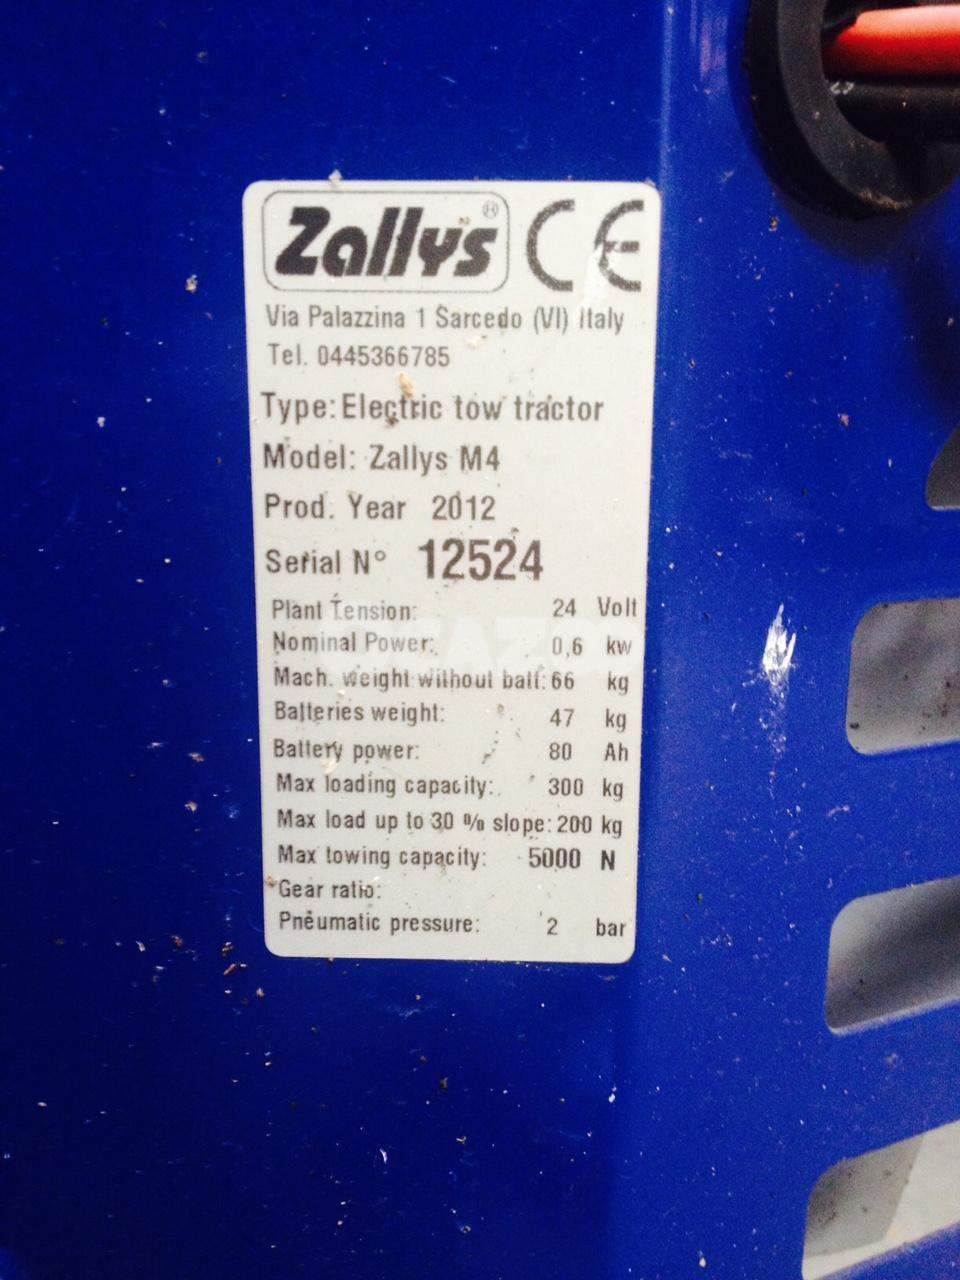 Zallys®
CE
Via Palazzina 1 Sarcedo (VI) Italy
Tel. 0445366785
Type: Electric tow tractor
Model: Zallys M4
Prod. Year 2012
Serial N° 12524
Plant Tension: 24 Volt
Nominal Power: 0,6 kw
Mach. weight without batt: 66 kg
Batteries weight: 47 kg
Battery power: 80 Ah
Max loading capacity: 300 kg
Max load up to 30 % slope: 200 kg
Max towing capacity: 5000 N
Gear ratio:
Pneumatic pressure: 2 bar